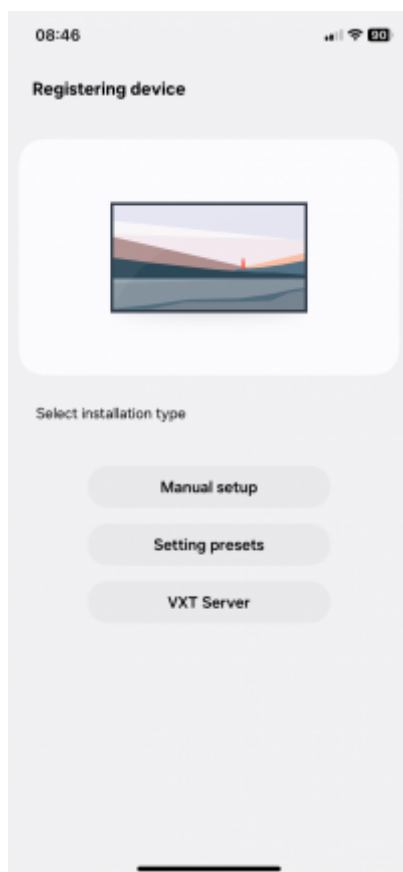 08:46
90
Registering device
Select installation type
Manual setup
Setting presets
VXT Server